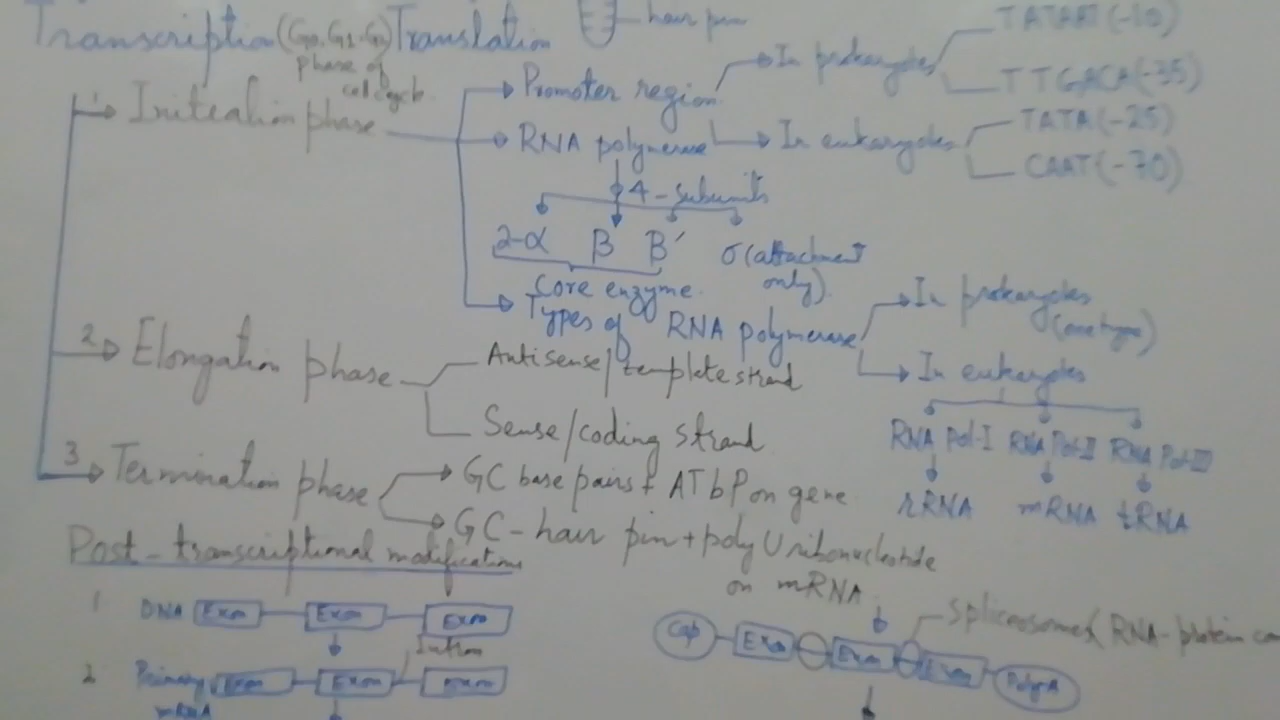 Transcription (G0, G1, G2) Translation
phase of
cell cycle
hair pin
1 Initiation phase
Promoter region
In prokaryotes
TATAAT (-10)
TTGACA (-35)
In eukaryotes
TATA (-25)
CAAT (-70)
RNA polymerase
4-subunits
2-α β β′ σ (attachment
only)
core enzyme
Types of RNA polymerase
In prokaryotes
(one type)
In eukaryotes
RNA Pol-I RNA Pol-II RNA Pol-III
rRNA mRNA tRNA
2 Elongation phase
Antisense/template strand
Sense/coding strand
3 Termination phase
GC base pairs + AT bP on gene
GC-hair pin + poly U ribonucleotide
on mRNA
Post-transcriptional modifications
1 DNA Exon Exon Exon
Intron
2 Primary Exon Exon Exon
mRNA
Cap Exon Exon Exon Poly A
Spliceosomes (RNA-protein co